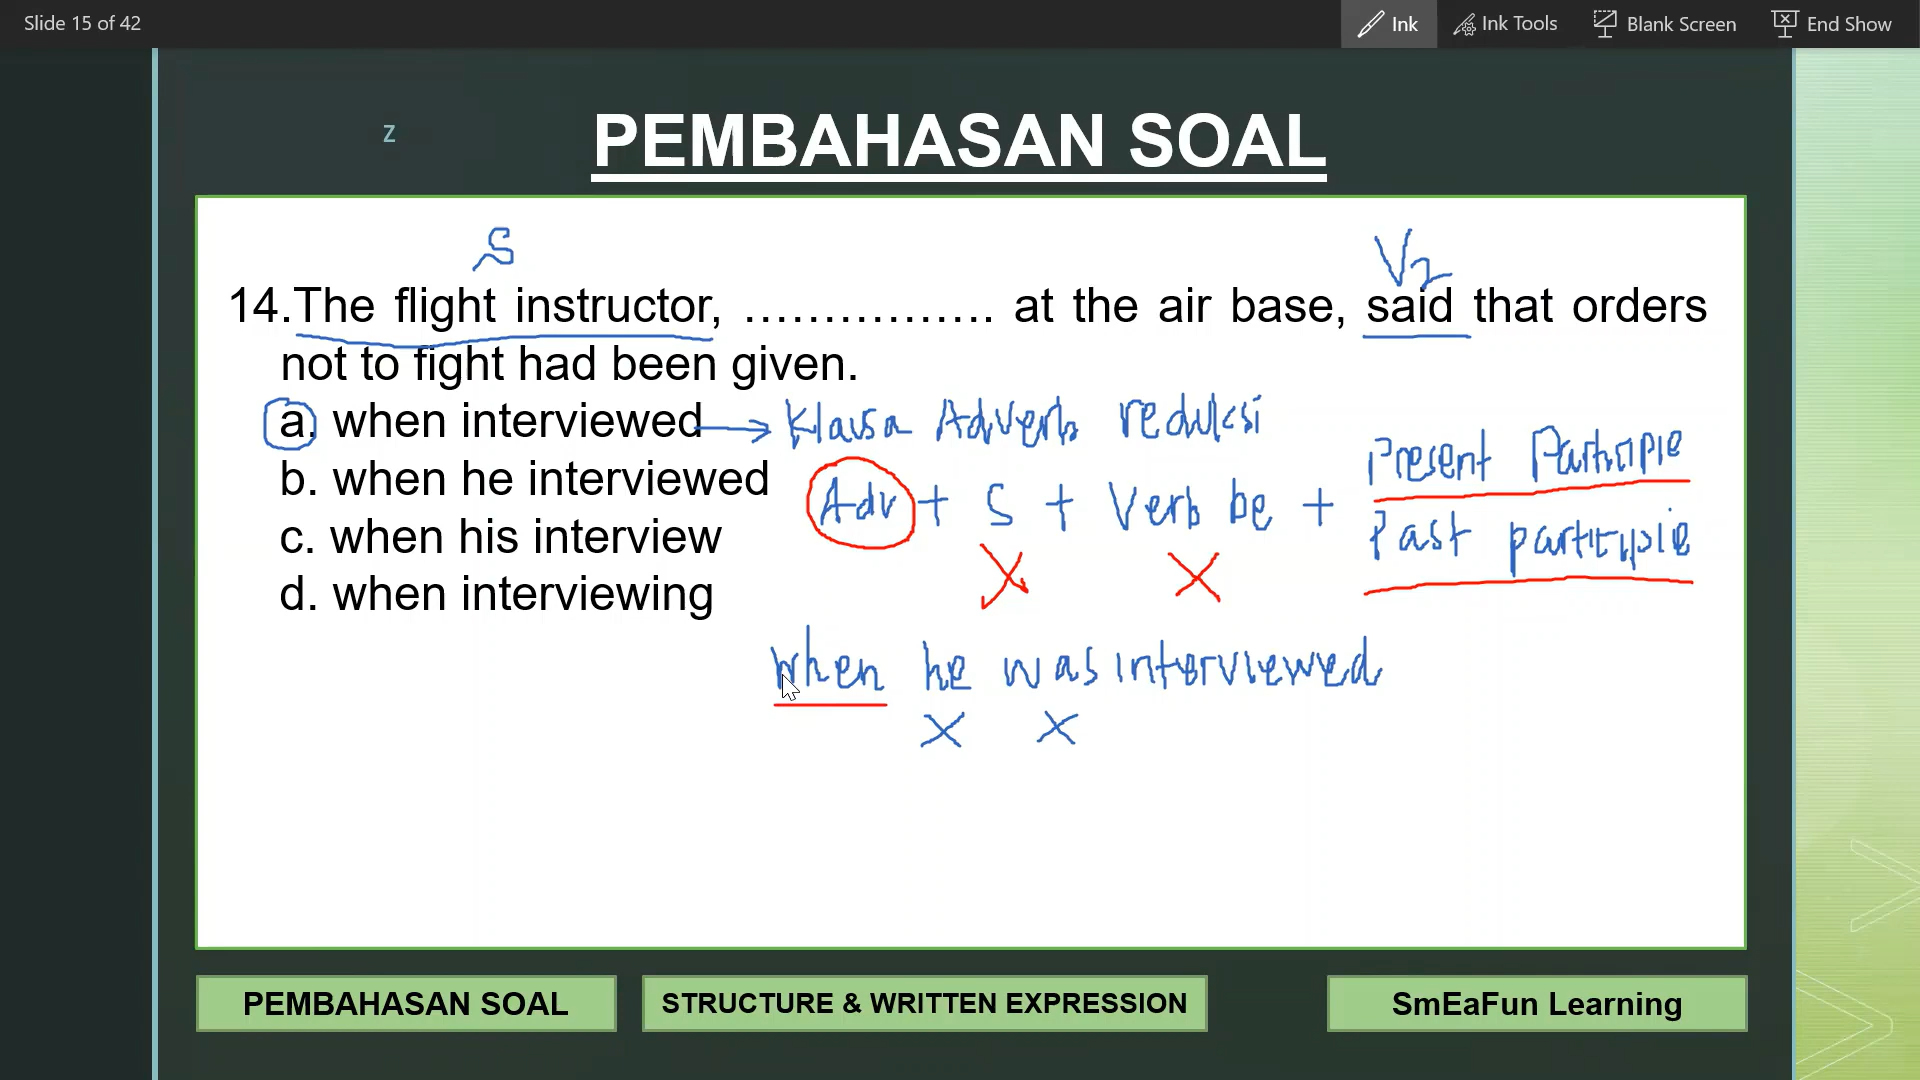 Slide 15 of 42
Ink
Ink Tools
Blank Screen
End Show
z
PEMBAHASAN SOAL
S
V2
14.The flight instructor, ................ at the air base, said that orders
not to fight had been given.
a. when interviewed → Klausa Adverb reduksi
b. when he interviewed
Adv + S + Verb be + Present Participle
Past participle
X X
c. when his interview
d. when interviewing
When he was interviewed
X X
PEMBAHASAN SOAL
STRUCTURE & WRITTEN EXPRESSION
SmEaFun Learning